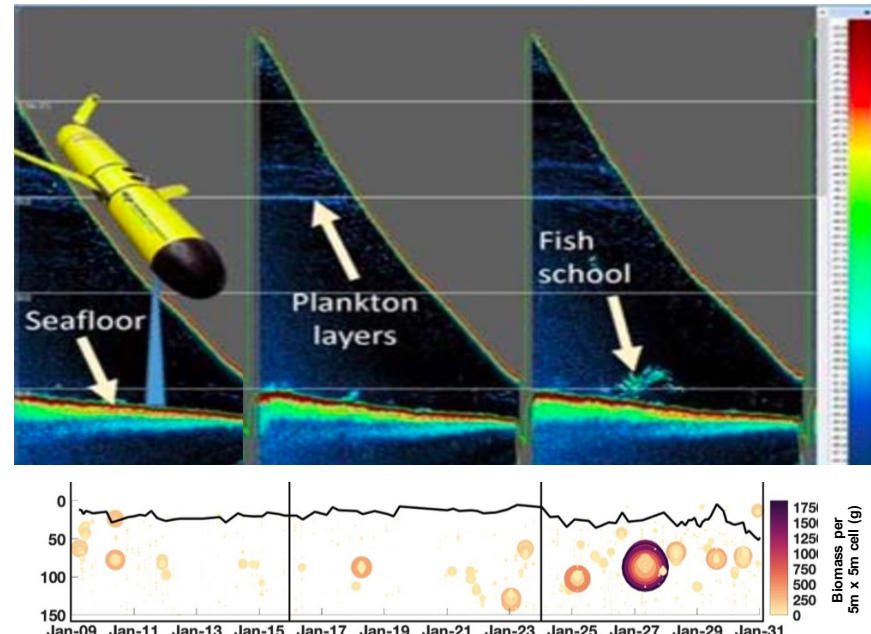 Seafloor
Plankton
layers
Fish
school
0
50
100
150
Jan-09 Jan-11 Jan-13 Jan-15 Jan-17 Jan-19 Jan-21 Jan-23 Jan-25 Jan-27 Jan-29 Jan-31
1750
1500
1250
1000
750
500
250
0
Biomass per
5m x 5m cell (g)